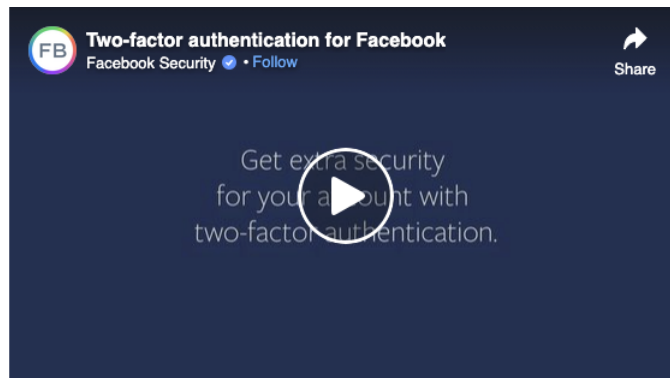 FB
Two-factor authentication for Facebook
Facebook Security • Follow
Share
Get extra security
for your account with
two-factor authentication.